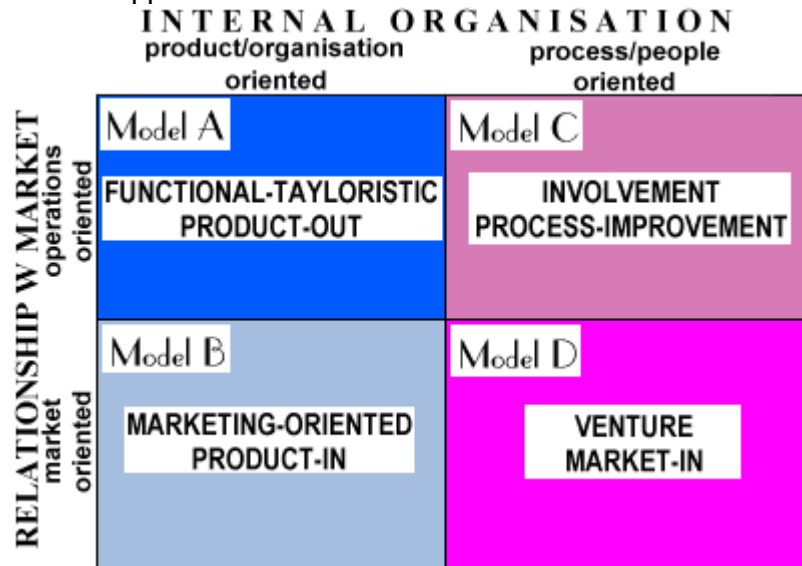 INTERNAL ORGANISATION
product/organisation
oriented
process/people
oriented
RELATIONSHIP W MARKET
operations
oriented
market
oriented
Model A
FUNCTIONAL-TAYLORISTIC
PRODUCT-OUT
Model C
INVOLVEMENT
PROCESS-IMPROVEMENT
Model B
MARKETING-ORIENTED
PRODUCT-IN
Model D
VENTURE
MARKET-IN